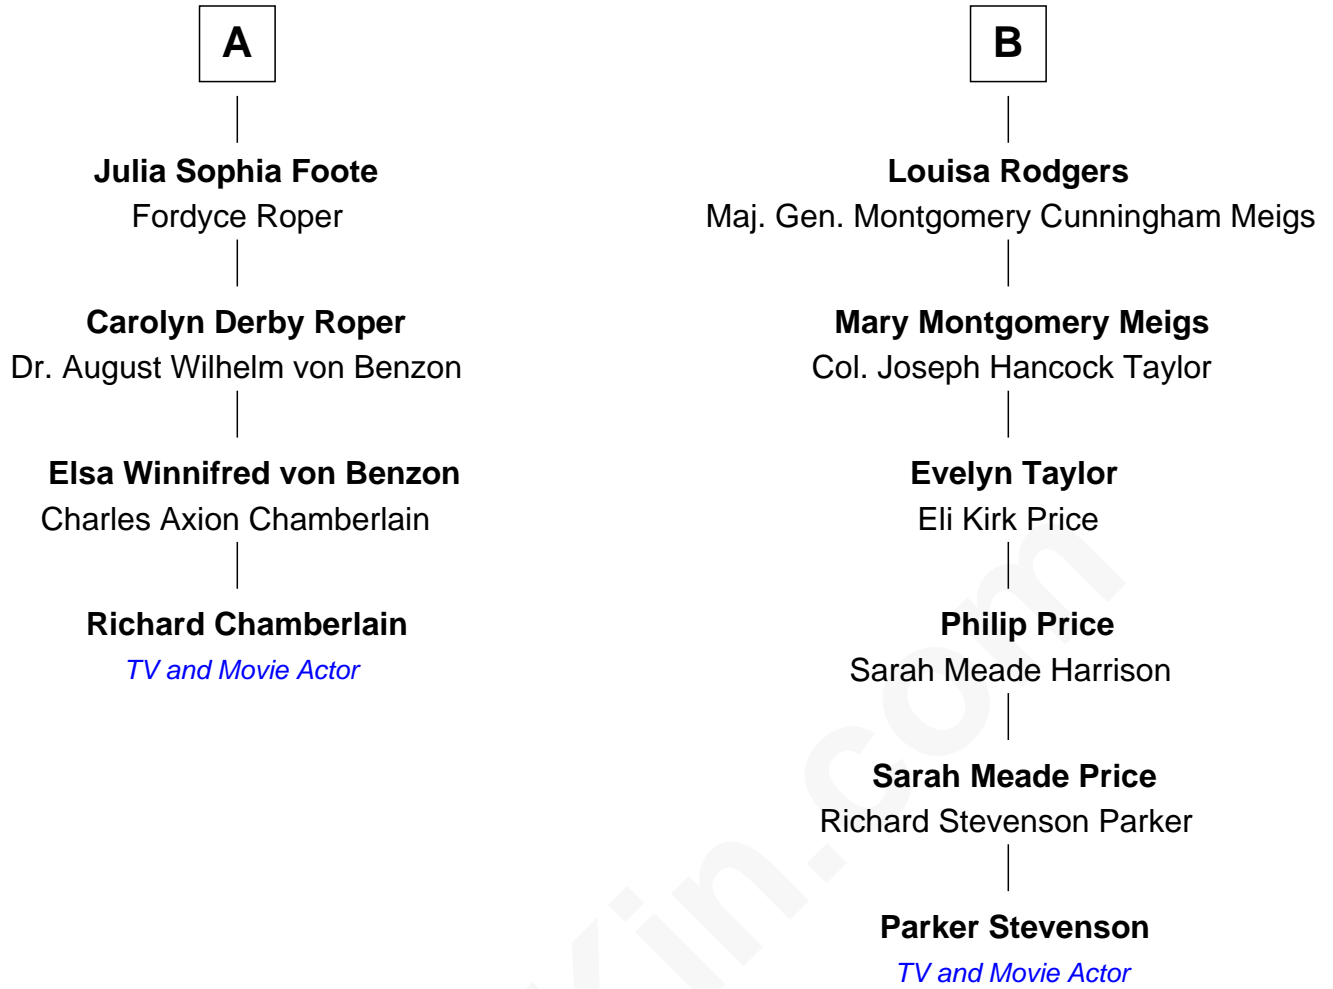 A
Julia Sophia Foote
Fordyce Roper
Carolyn Derby Roper
Dr. August Wilhelm von Benzon
Elsa Winnifred von Benzon
Charles Axion Chamberlain
Richard Chamberlain
TV and Movie Actor
B
Louisa Rodgers
Maj. Gen. Montgomery Cunningham Meigs
Mary Montgomery Meigs
Col. Joseph Hancock Taylor
Evelyn Taylor
Eli Kirk Price
Philip Price
Sarah Meade Harrison
Sarah Meade Price
Richard Stevenson Parker
Parker Stevenson
TV and Movie Actor
Kin.com